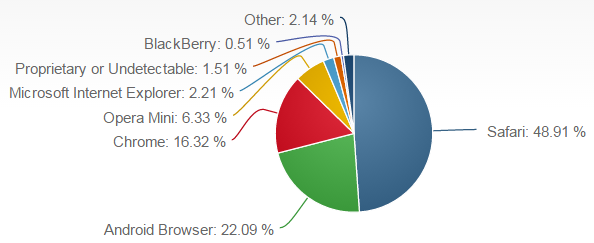 Other: 2.14 %
BlackBerry: 0.51 %
Proprietary or Undetectable: 1.51 %
Microsoft Internet Explorer: 2.21 %
Opera Mini: 6.33 %
Chrome: 16.32 %
Safari: 48.91 %
Android Browser: 22.09 %